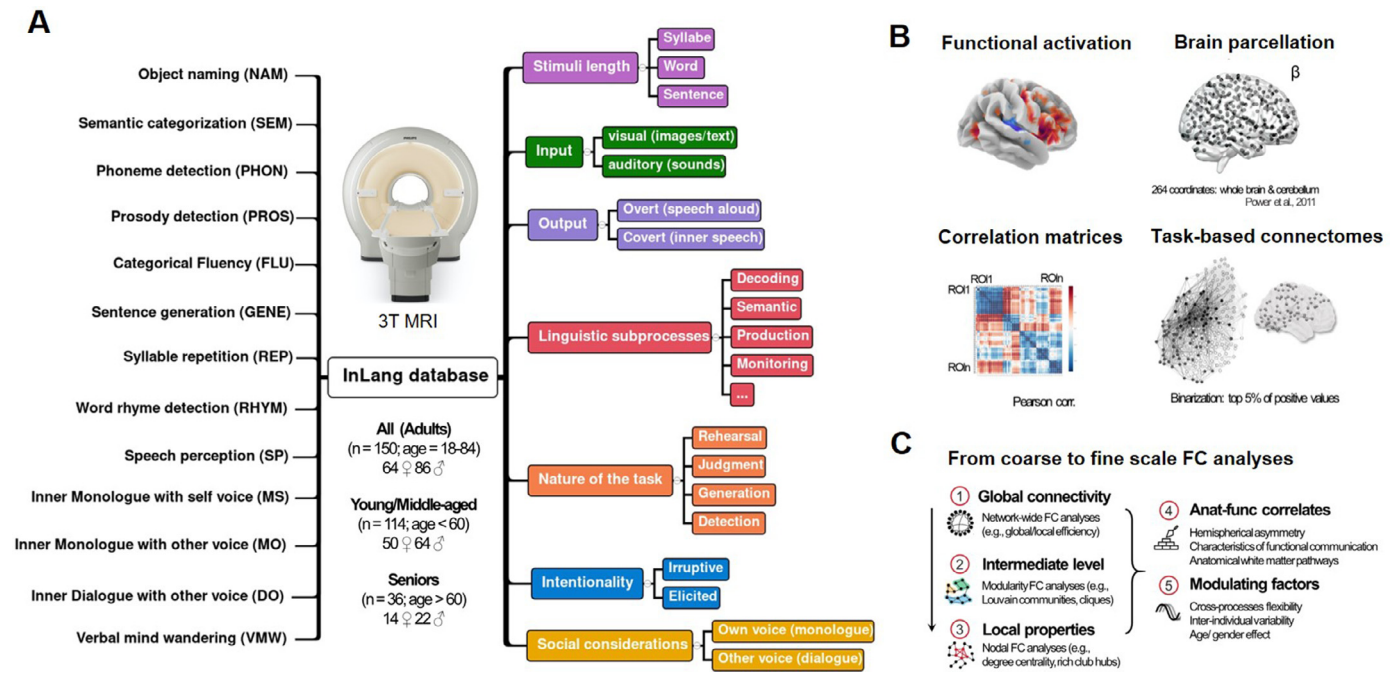 A
Object naming (NAM)
Semantic categorization (SEM)
Phoneme detection (PHON)
Prosody detection (PROS)
Categorical Fluency (FLU)
Sentence generation (GENE)
Syllable repetition (REP)
Word rhyme detection (RHYM)
Speech perception (SP)
Inner Monologue with self voice (MS)
Inner Monologue with other voice (MO)
Inner Dialogue with other voice (DO)
Verbal mind wandering (VMW)
3T MRI
InLang database
All (Adults)
(n = 150; age = 18-84)
64 ♀ 86 ♂
Young/Middle-aged
(n = 114; age < 60)
50 ♀ 64 ♂
Seniors
(n = 36; age > 60)
14 ♀ 22 ♂
Stimuli length
Syllabe
Word
Sentence
Input
visual (images/text)
auditory (sounds)
Output
Overt (speech aloud)
Covert (inner speech)
Linguistic subprocesses
Decoding
Semantic
Production
Monitoring
...
Nature of the task
Rehearsal
Judgment
Generation
Detection
Intentionality
Irruptive
Elicited
Social considerations
Own voice (monologue)
Other voice (dialogue)
B
Functional activation
Brain parcellation
β
264 coordinates: whole brain & cerebellum
Power et al., 2011
Correlation matrices
ROI1
ROIn
ROI1
ROIn
Pearson corr.
Task-based connectomes
Binarization: top 5% of positive values
C
From coarse to fine scale FC analyses
1 Global connectivity
Network-wide FC analyses
(e.g., global/local efficiency)
2 Intermediate level
Modularity FC analyses (e.g.,
Louvain communities, cliques)
3 Local properties
Nodal FC analyses (e.g.,
degree centrality, rich club hubs)
4 Anat-func correlates
Hemispherical asymmetry
Characteristics of functional communication
Anatomical white matter pathways
5 Modulating factors
Cross-processes flexibility
Inter-individual variability
Age/ gender effect